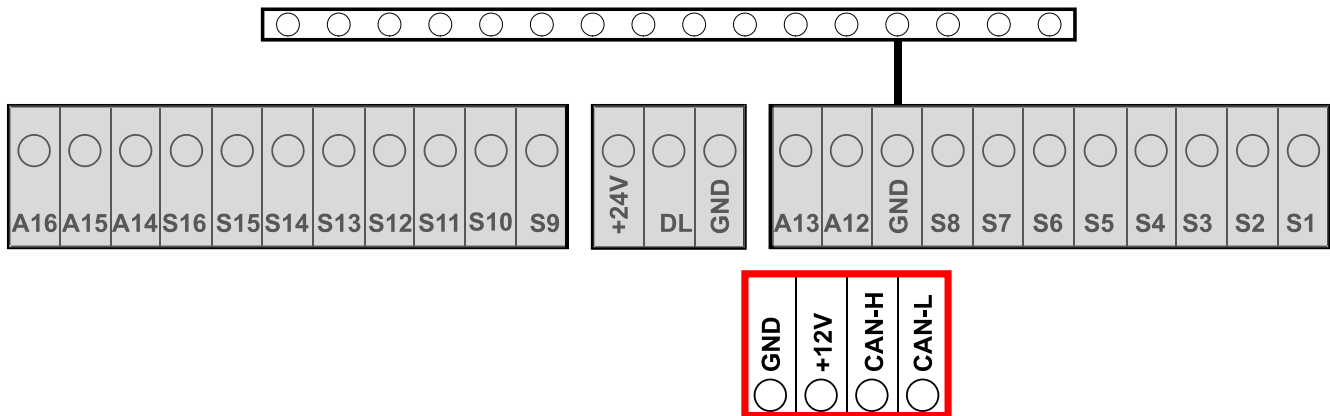 A16 A15 A14 S16 S15 S14 S13 S12 S11 S10 S9 +24V DL GND A13 A12 GND S8 S7 S6 S5 S4 S3 S2 S1
GND +12V CAN-H CAN-L